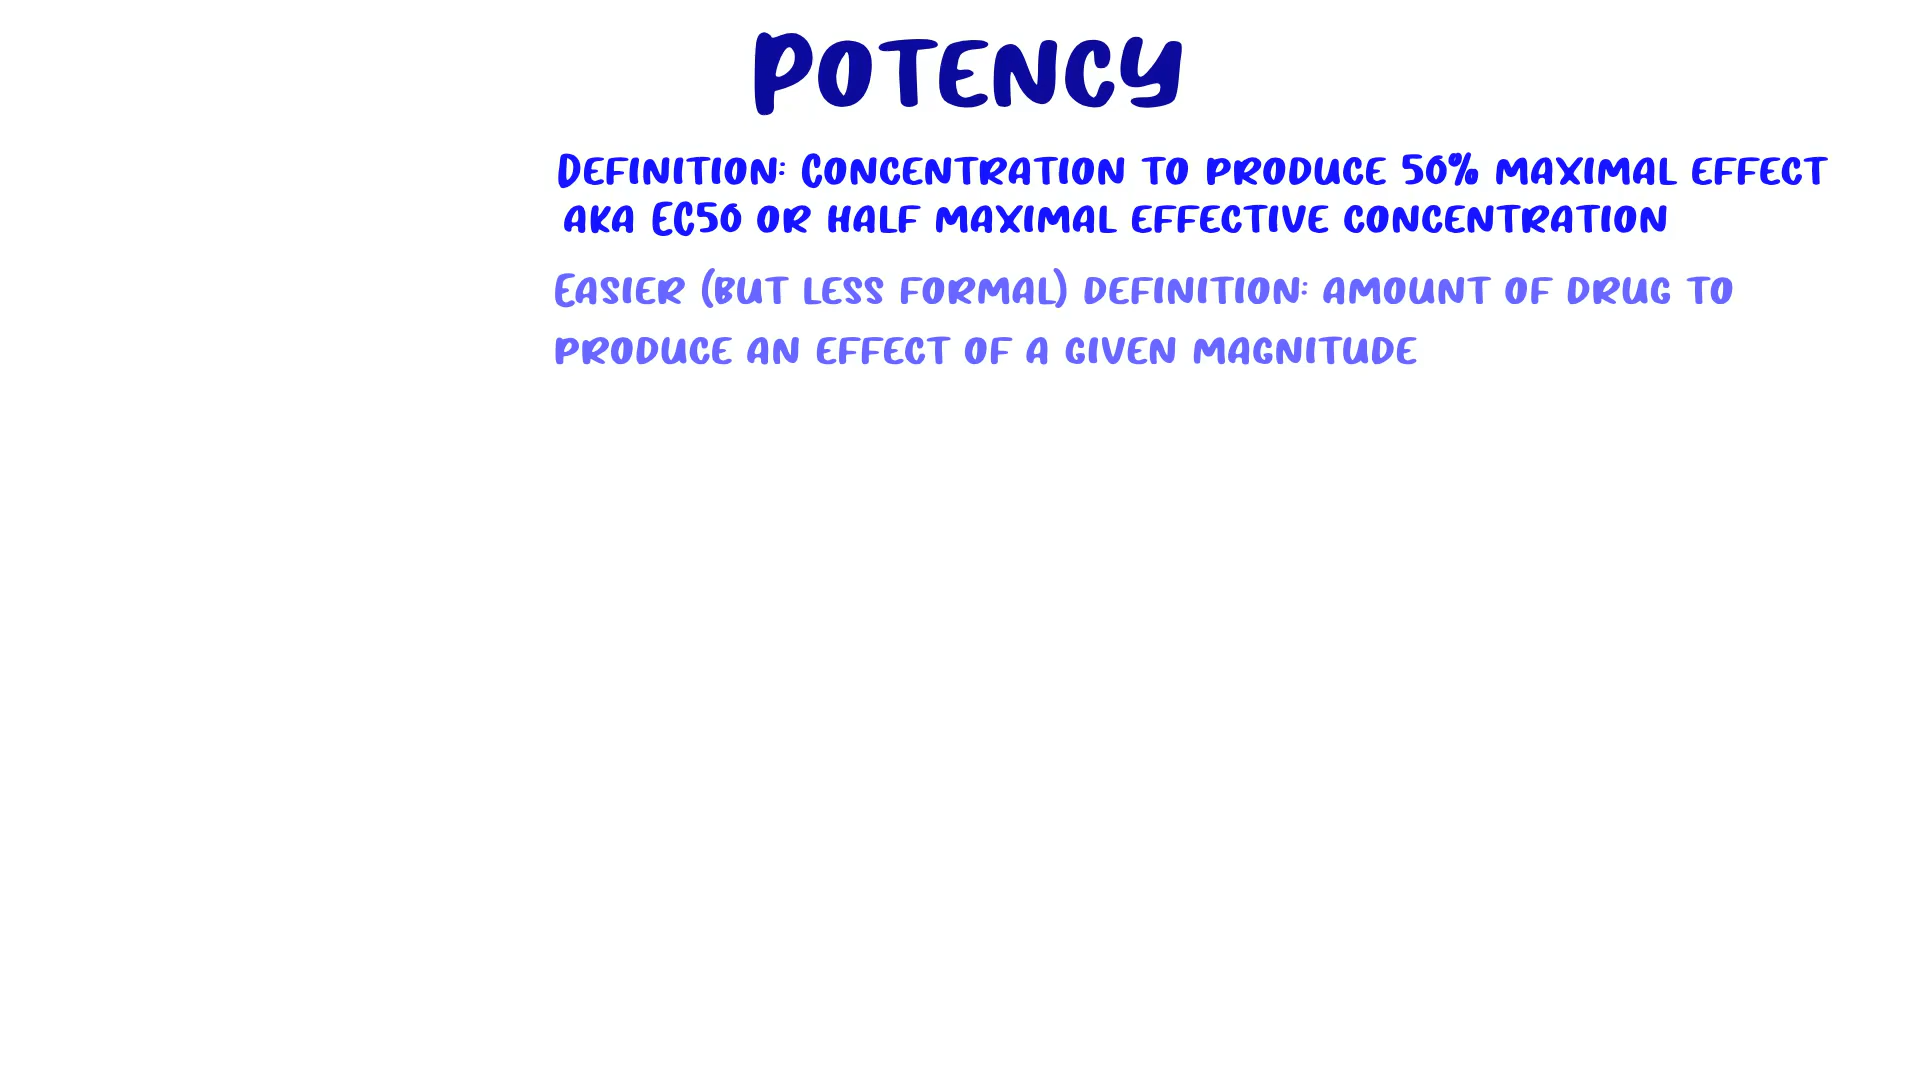 Potency
Definition: Concentration to produce 50% maximal effect
aka EC50 or half maximal effective concentration
Easier (but less formal) definition: amount of drug to
produce an effect of a given magnitude